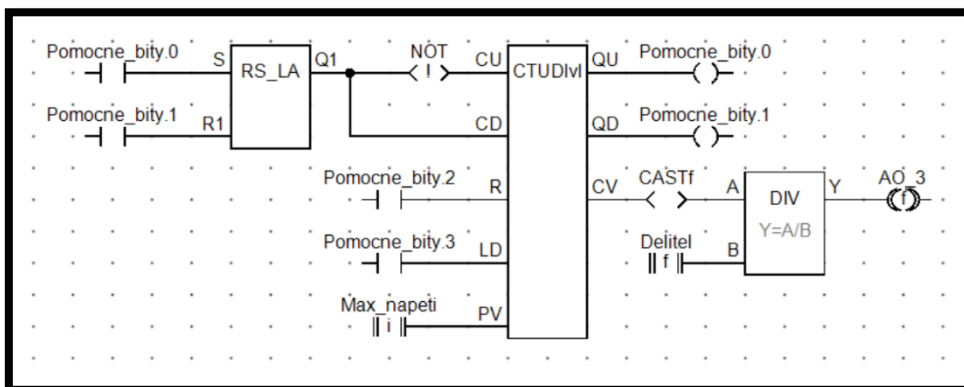 Pomocne_bity.0
S
RS_LA
Q1
NOT
!
CU
CTUDlvl
QU
Pomocne_bity.0
Pomocne_bity.1
R1
CD
QD
Pomocne_bity.1
Pomocne_bity.2
R
CV
CASTf
A
DIV
Y=A/B
Y
AO_3
f
Pomocne_bity.3
LD
Delitel
f
B
Max_napeti
i
PV